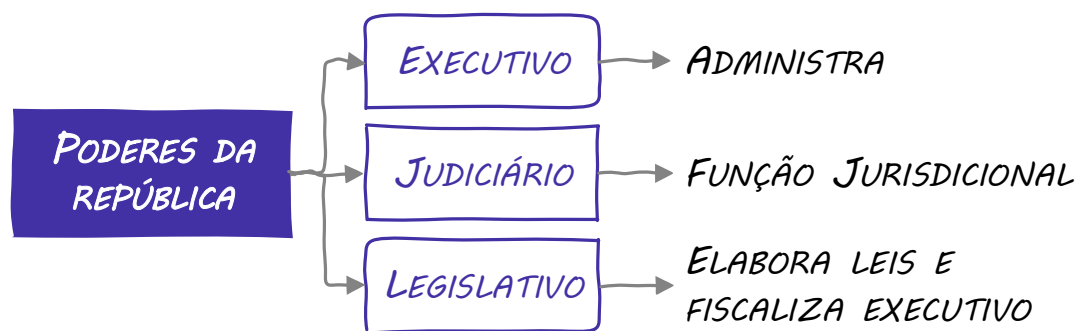 PODERES DA
REPÚBLICA
EXECUTIVO
ADMINISTRA
JUDICIÁRIO
FUNÇÃO JURISDICIONAL
LEGISLATIVO
ELABORA LEIS E
FISCALIZA EXECUTIVO